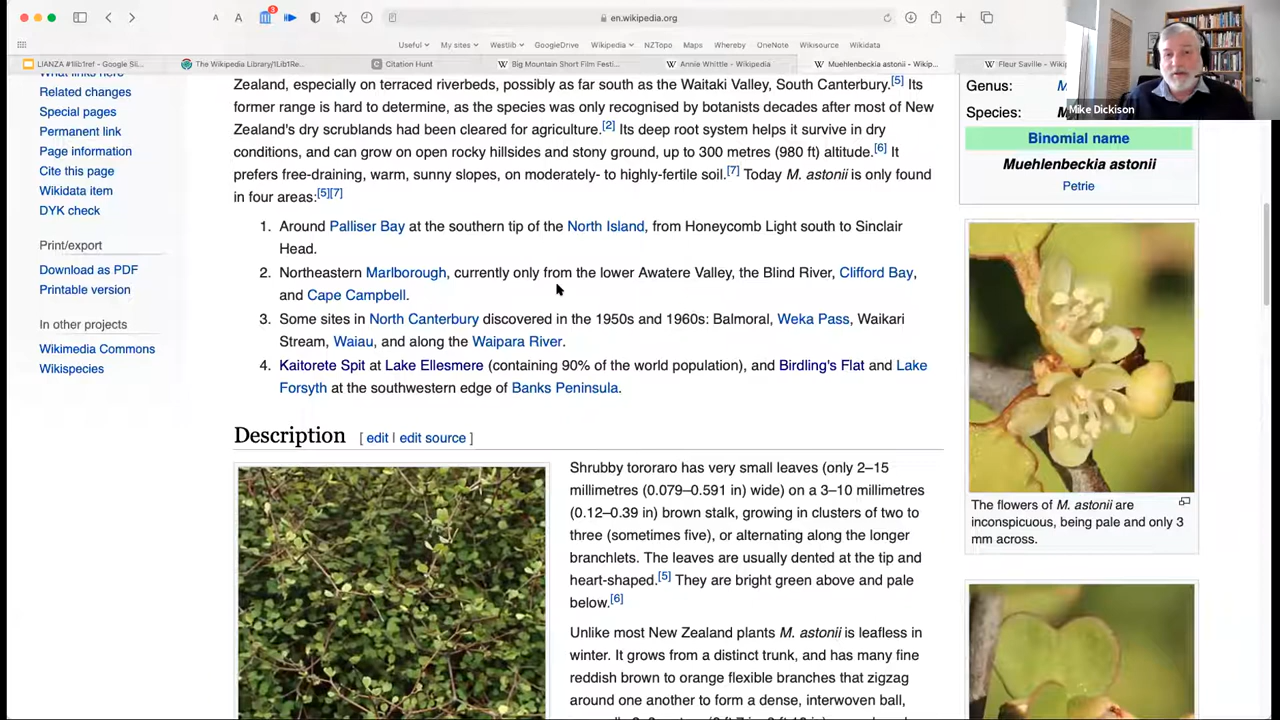 A A
3
en.wikipedia.org
Useful My sites Westlib GoogleDrive Wikipedia NZTopo Maps Whereby OneNote Wikisource Wikidata
LIANZA #1lib1ref - Google Sli... The Wikipedia Library/1Lib1Re... Citation Hunt Big Mountain Short Film Festi... Annie Whittle - Wikipedia Muehlenbeckia astonii - Wikip... Fleur Saville - Wikip
Mike Dickison
What links here
Related changes
Special pages
Permanent link
Page information
Cite this page
Wikidata item
DYK check
Print/export
Download as PDF
Printable version
In other projects
Wikimedia Commons
Wikispecies
Zealand, especially on terraced riverbeds, possibly as far south as the Waitaki Valley, South Canterbury.[5] Its
former range is hard to determine, as the species was only recognised by botanists decades after most of New
Zealand's dry scrublands had been cleared for agriculture.[2] Its deep root system helps it survive in dry
conditions, and can grow on open rocky hillsides and stony ground, up to 300 metres (980 ft) altitude.[6] It
prefers free-draining, warm, sunny slopes, on moderately- to highly-fertile soil.[7] Today M. astonii is only found
in four areas:[5][7]
1. Around Palliser Bay at the southern tip of the North Island, from Honeycomb Light south to Sinclair
Head.
2. Northeastern Marlborough, currently only from the lower Awatere Valley, the Blind River, Clifford Bay,
and Cape Campbell.
3. Some sites in North Canterbury discovered in the 1950s and 1960s: Balmoral, Weka Pass, Waikari
Stream, Waiau, and along the Waipara River.
4. Kaitorete Spit at Lake Ellesmere (containing 90% of the world population), and Birdling's Flat and Lake
Forsyth at the southwestern edge of Banks Peninsula.
Description [ edit | edit source ]
Shrubby tororaro has very small leaves (only 2–15
millimetres (0.079–0.591 in) wide) on a 3–10 millimetres
(0.12–0.39 in) brown stalk, growing in clusters of two to
three (sometimes five), or alternating along the longer
branchlets. The leaves are usually dented at the tip and
heart-shaped.[5] They are bright green above and pale
below.[6]
Unlike most New Zealand plants M. astonii is leafless in
winter. It grows from a distinct trunk, and has many fine
reddish brown to orange flexible branches that zigzag
around one another to form a dense, interwoven ball,
Genus:
Species:
Binomial name
Muehlenbeckia astonii
Petrie
The flowers of M. astonii are
inconspicuous, being pale and only 3
mm across.